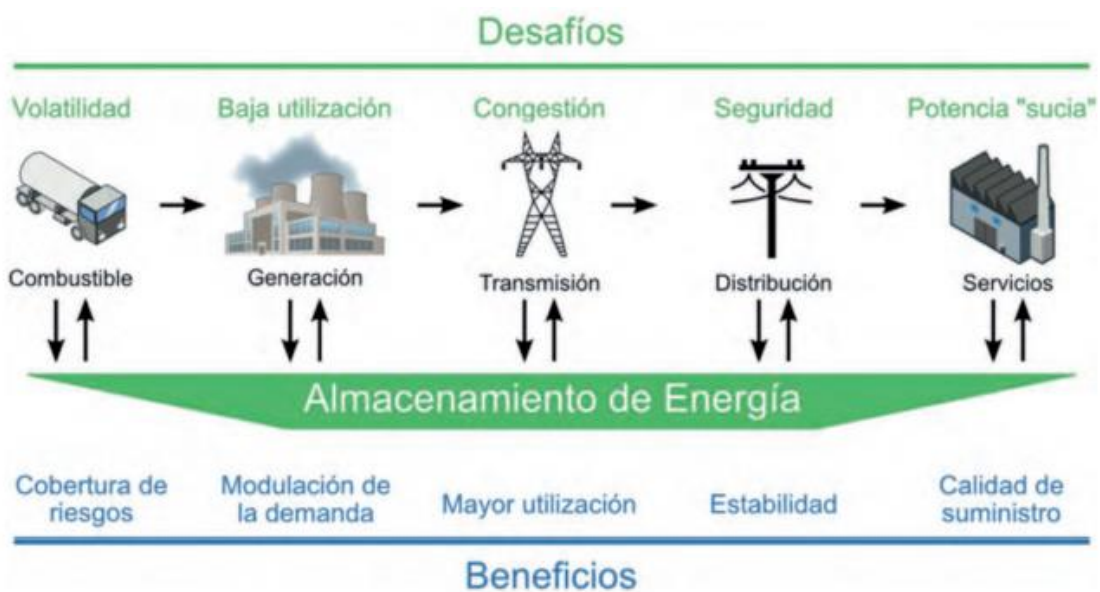 Desafíos
Volatilidad
Baja utilización
Congestión
Seguridad
Potencia "sucia"
Combustible
Generación
Transmisión
Distribución
Servicios
Almacenamiento de Energía
Cobertura de
riesgos
Modulación de
la demanda
Mayor utilización
Estabilidad
Calidad de
suministro
Beneficios